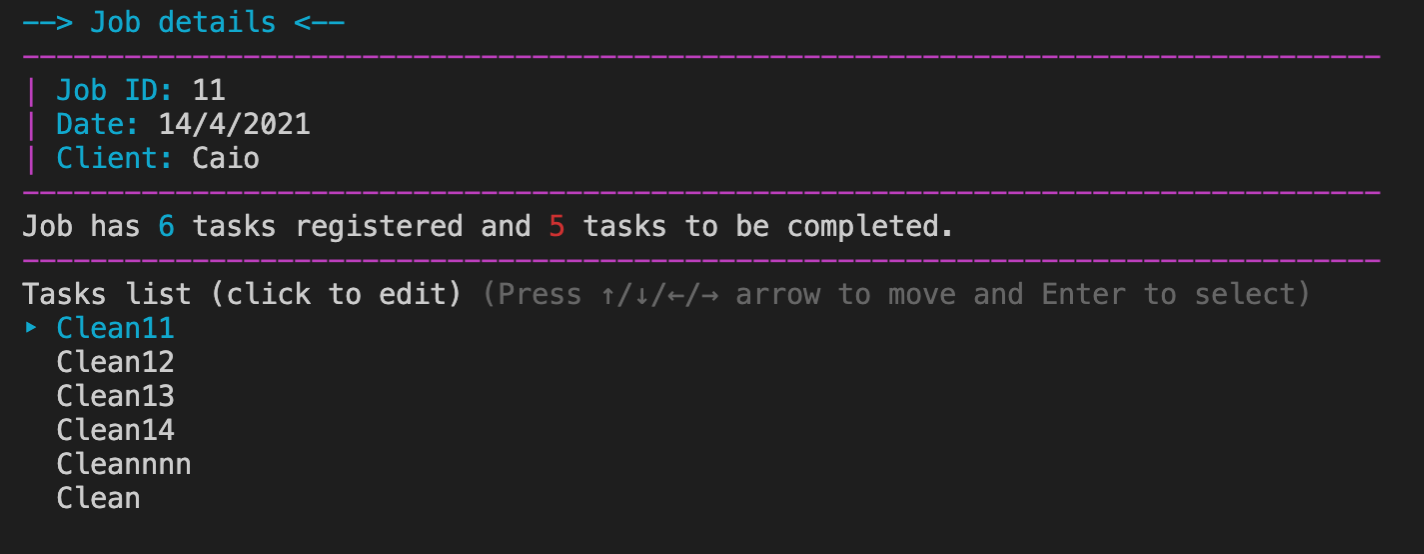 --> Job details <--
--------------------------------------------------------------------------------
| Job ID: 11
| Date: 14/4/2021
| Client: Caio
--------------------------------------------------------------------------------
Job has 6 tasks registered and 5 tasks to be completed.
--------------------------------------------------------------------------------
Tasks list (click to edit) (Press ↑/↓/←/→ arrow to move and Enter to select)
‣ Clean11
Clean12
Clean13
Clean14
Cleannnn
Clean